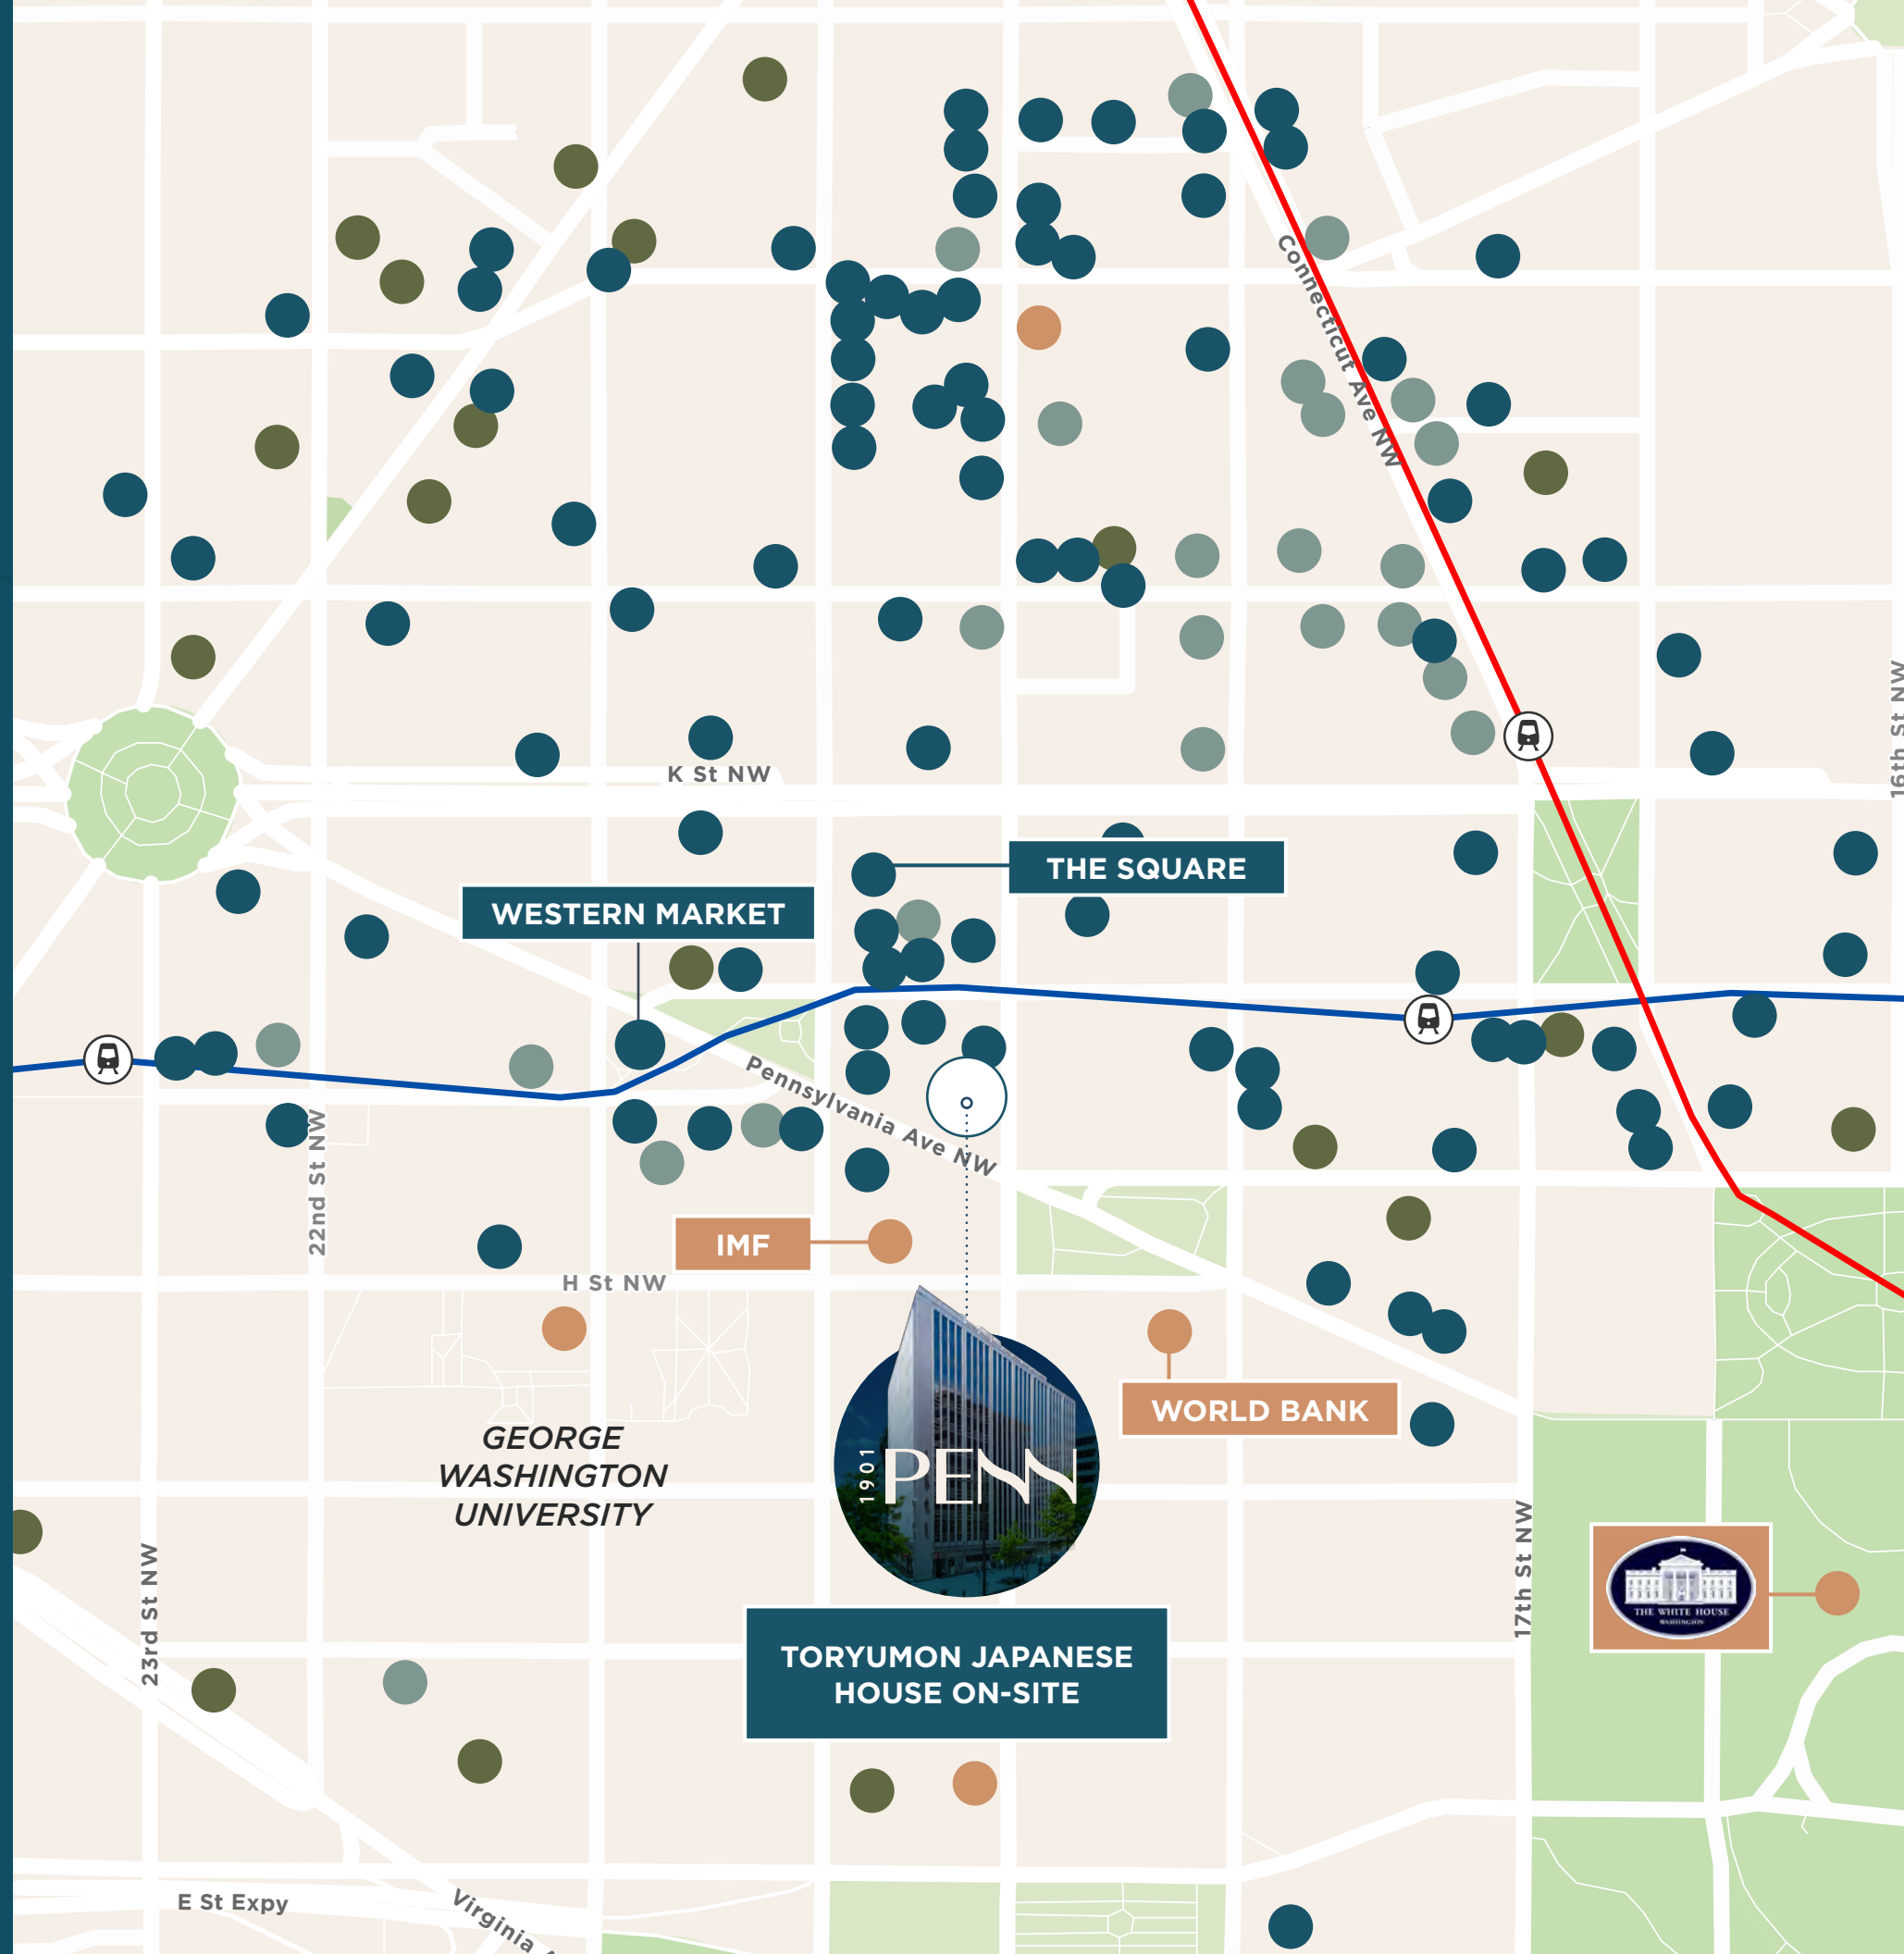 Connecticut Ave NW
16th St NW
K St NW
THE SQUARE
WESTERN MARKET
Pennsylvania Ave NW
22nd St NW
IMF
H St NW
WORLD BANK
GEORGE
WASHINGTON
UNIVERSITY
1901
PENN
17th St NW
23rd St NW
THE WHITE HOUSE
WASHINGTON
TORYUMON JAPANESE
HOUSE ON-SITE
E St Expy
Virginia